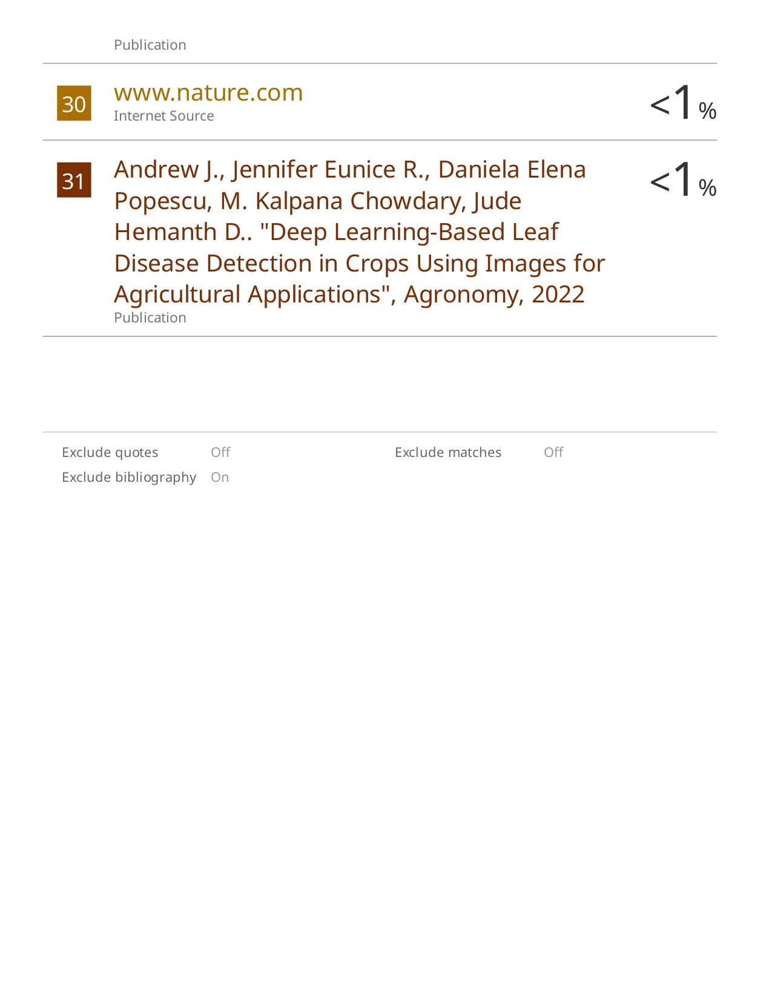 Publication
30
www.nature.com
Internet Source
<1%
31
Andrew J., Jennifer Eunice R., Daniela Elena
Popescu, M. Kalpana Chowdary, Jude
Hemanth D.. "Deep Learning-Based Leaf
Disease Detection in Crops Using Images for
Agricultural Applications", Agronomy, 2022
Publication
<1%
Exclude quotes Off
Exclude matches Off
Exclude bibliography On